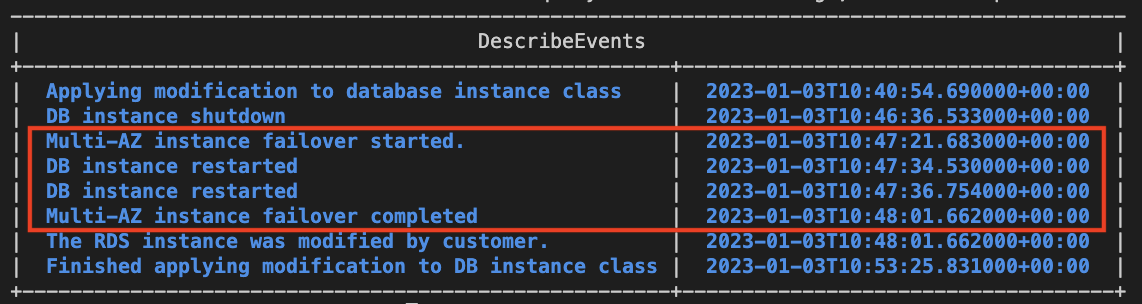 DescribeEvents
Applying modification to database instance class | 2023-01-03T10:40:54.690000+00:00
DB instance shutdown | 2023-01-03T10:46:36.533000+00:00
Multi-AZ instance failover started. | 2023-01-03T10:47:21.683000+00:00
DB instance restarted | 2023-01-03T10:47:34.530000+00:00
DB instance restarted | 2023-01-03T10:47:36.754000+00:00
Multi-AZ instance failover completed | 2023-01-03T10:48:01.662000+00:00
The RDS instance was modified by customer. | 2023-01-03T10:48:01.662000+00:00
Finished applying modification to DB instance class | 2023-01-03T10:53:25.831000+00:00